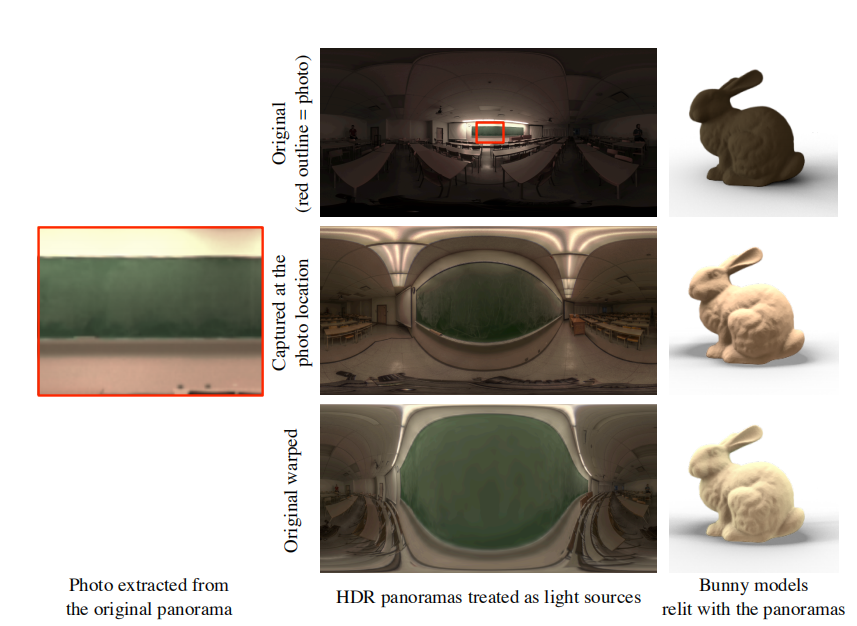 Original
(red outline = photo)
Captured at the
photo location
Original warped
Photo extracted from
the original panorama
HDR panoramas treated as light sources
Bunny models
relit with the panoramas